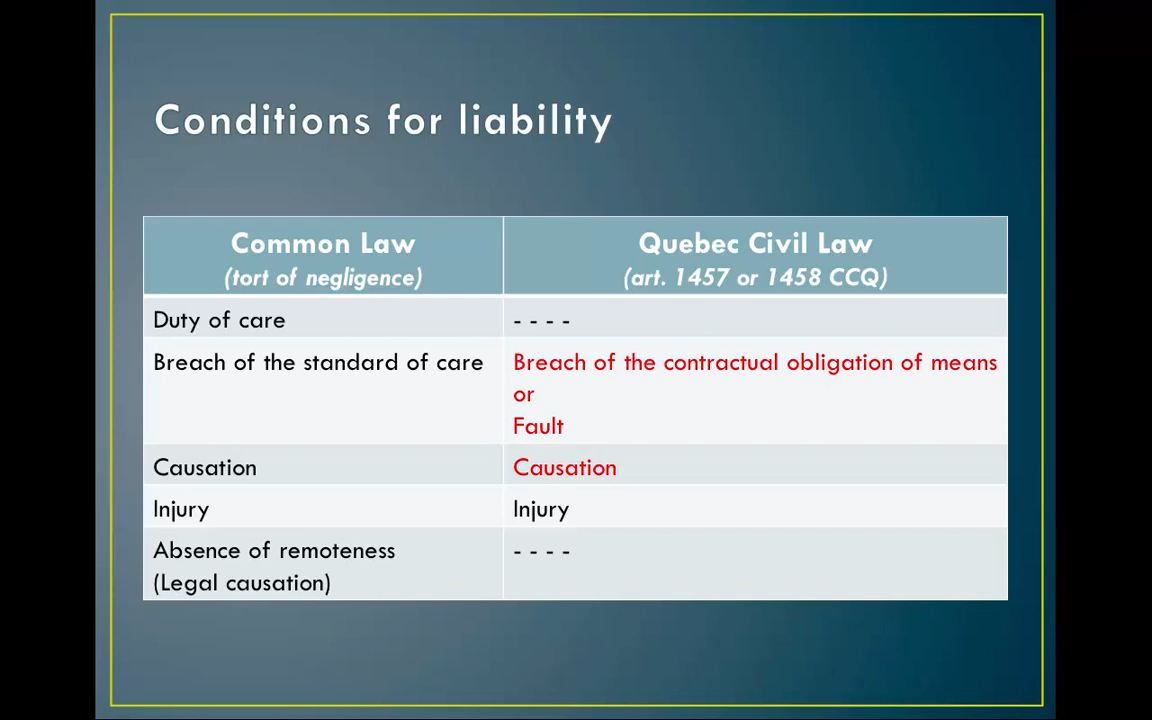 Conditions for liability
Common Law
(tort of negligence)
Quebec Civil Law
(art. 1457 or 1458 CCQ)
Duty of care
- - - -
Breach of the standard of care
Breach of the contractual obligation of means
or
Fault
Causation
Causation
Injury
Injury
Absence of remoteness
(Legal causation)
- - - -